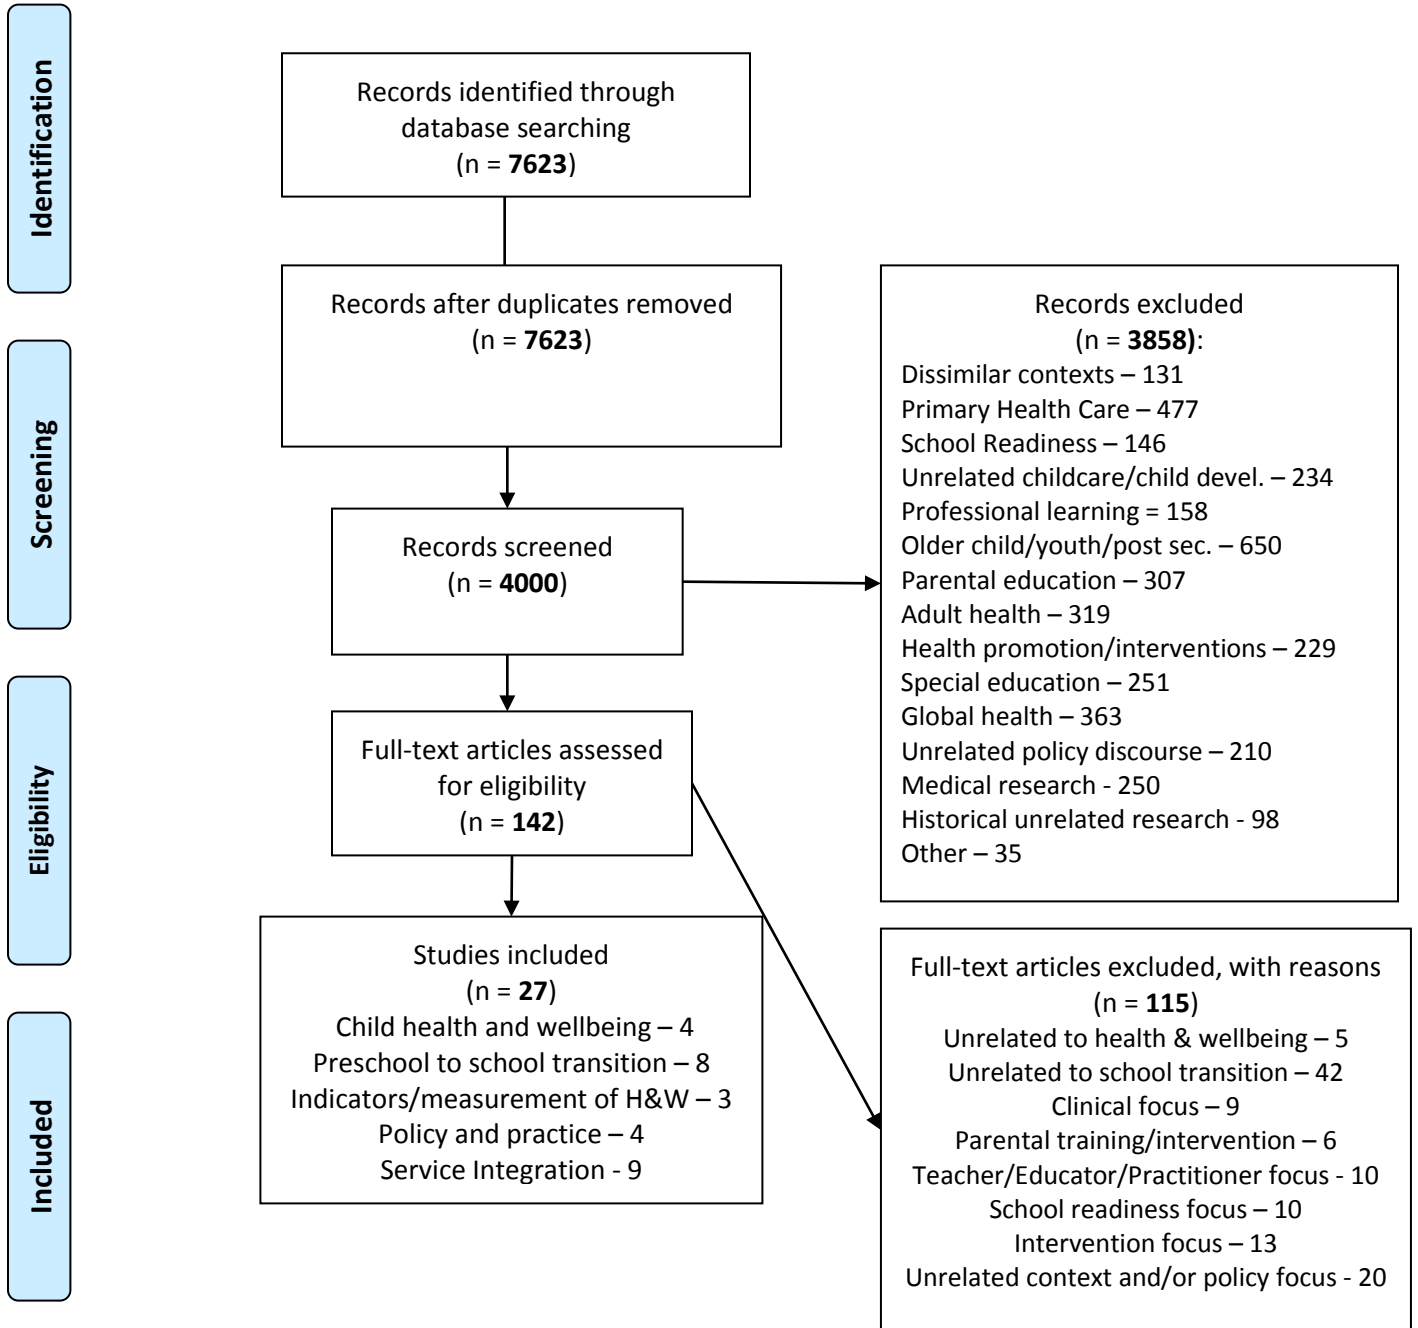 Identification
Records identified through
database searching
(n = 7623)
Records after duplicates removed
(n = 7623)
Screening
Records screened
(n = 4000)
Records excluded
(n = 3858):
Dissimilar contexts – 131
Primary Health Care – 477
School Readiness – 146
Unrelated childcare/child devel. – 234
Professional learning = 158
Older child/youth/post sec. – 650
Parental education – 307
Adult health – 319
Health promotion/interventions – 229
Special education – 251
Global health – 363
Unrelated policy discourse – 210
Medical research - 250
Historical unrelated research - 98
Other – 35
Eligibility
Full-text articles assessed
for eligibility
(n = 142)
Full-text articles excluded, with reasons
(n = 115)
Unrelated to health & wellbeing – 5
Unrelated to school transition – 42
Clinical focus – 9
Parental training/intervention – 6
Teacher/Educator/Practitioner focus - 10
School readiness focus – 10
Intervention focus – 13
Unrelated context and/or policy focus - 20
Included
Studies included
(n = 27)
Child health and wellbeing – 4
Preschool to school transition – 8
Indicators/measurement of H&W – 3
Policy and practice – 4
Service Integration - 9